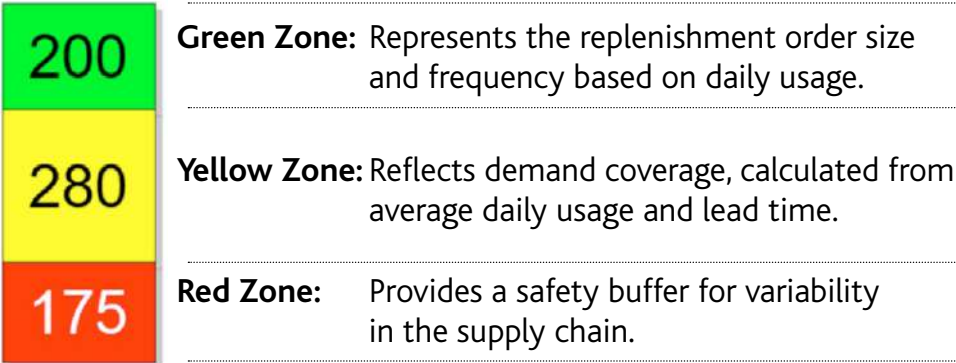 200
Green Zone: Represents the replenishment order size
and frequency based on daily usage.
280
Yellow Zone: Reflects demand coverage, calculated from
average daily usage and lead time.
175
Red Zone: Provides a safety buffer for variability
in the supply chain.